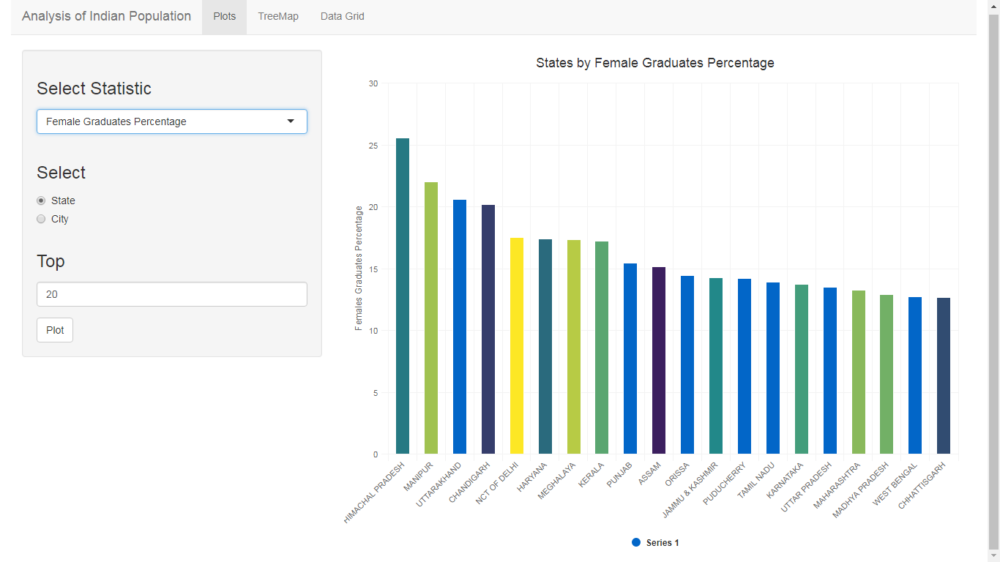 Analysis of Indian Population Plots TreeMap Data Grid
Select Statistic
Female Graduates Percentage
Select
State
City
Top
20
Plot
States by Female Graduates Percentage
Females Graduates Percentage
30
25
20
15
10
5
0
HIMACHAL PRADESH
MANIPUR
UTTARAKHAND
CHANDIGARH
NCT OF DELHI
HARYANA
MEGHALAYA
KERALA
PUNJAB
ASSAM
ORISSA
JAMMU & KASHMIR
PUDUCHERRY
TAMIL NADU
KARNATAKA
UTTAR PRADESH
MAHARASHTRA
MADHYA PRADESH
WEST BENGAL
CHHATTISGARH
Series 1